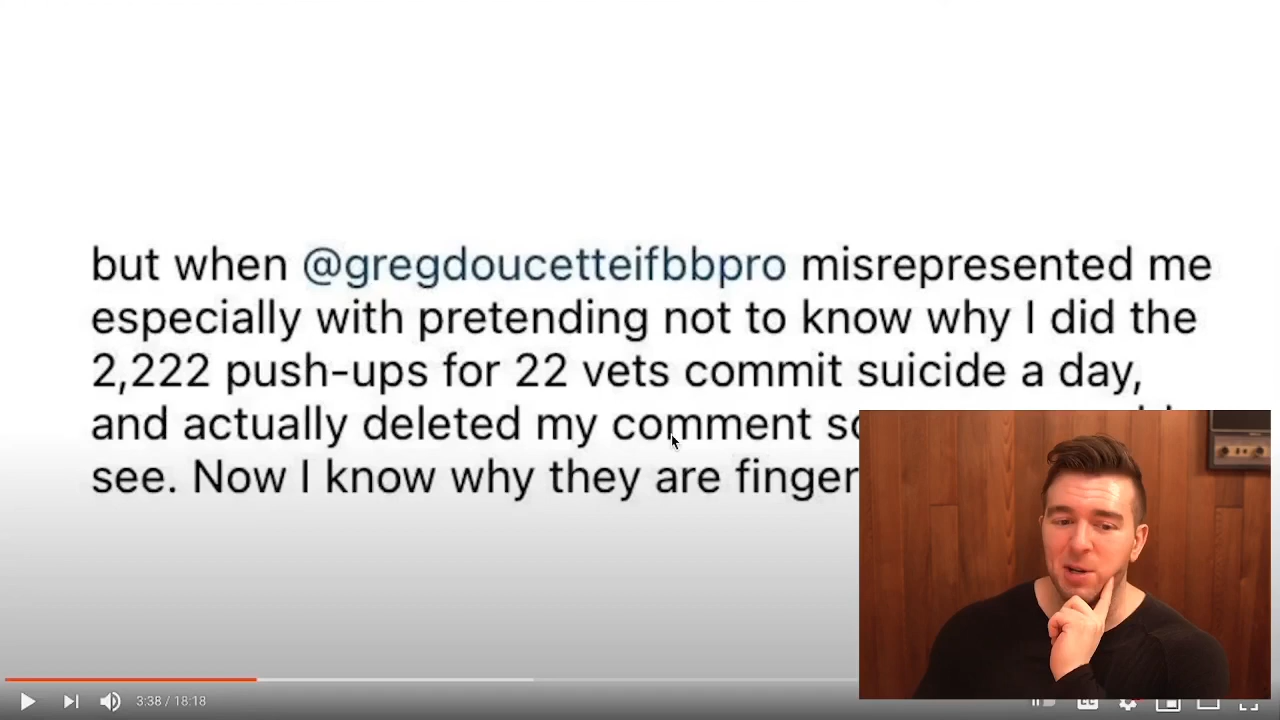 but when @gregdoucetteifbbpro misrepresented me
especially with pretending not to know why I did the
2,222 push-ups for 22 vets commit suicide a day,
and actually deleted my comment
see. Now I know why they are finger
3:38 / 18:18